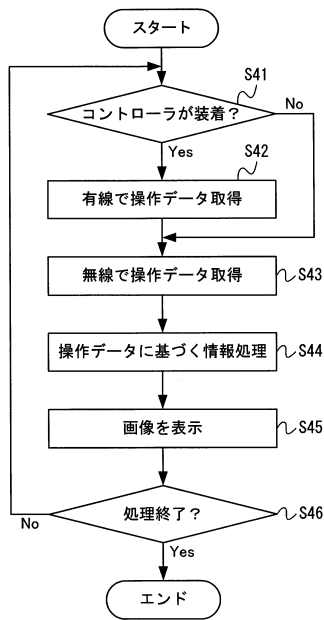 スタート
S41
コントローラが装着?
No
Yes
S42
有線で操作データ取得
無線で操作データ取得
S43
操作データに基づく情報処理
S44
画像を表示
S45
処理終了?
S46
No
Yes
エンド